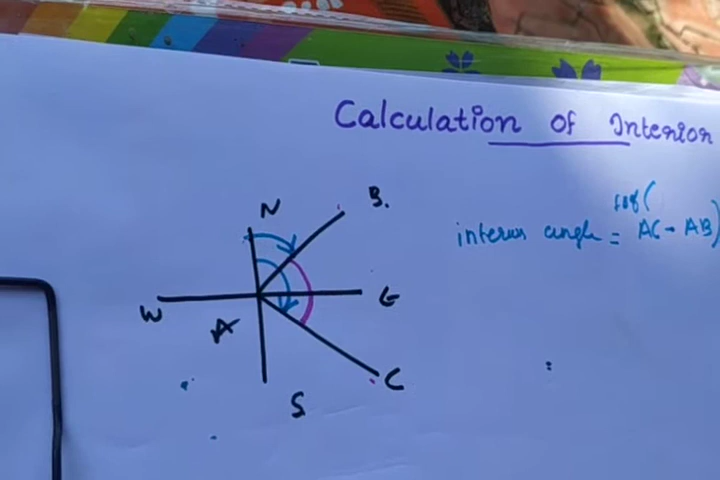 Calculation of Interior
N
B.
interior angle = AC - AB)
W
E
A
C
S